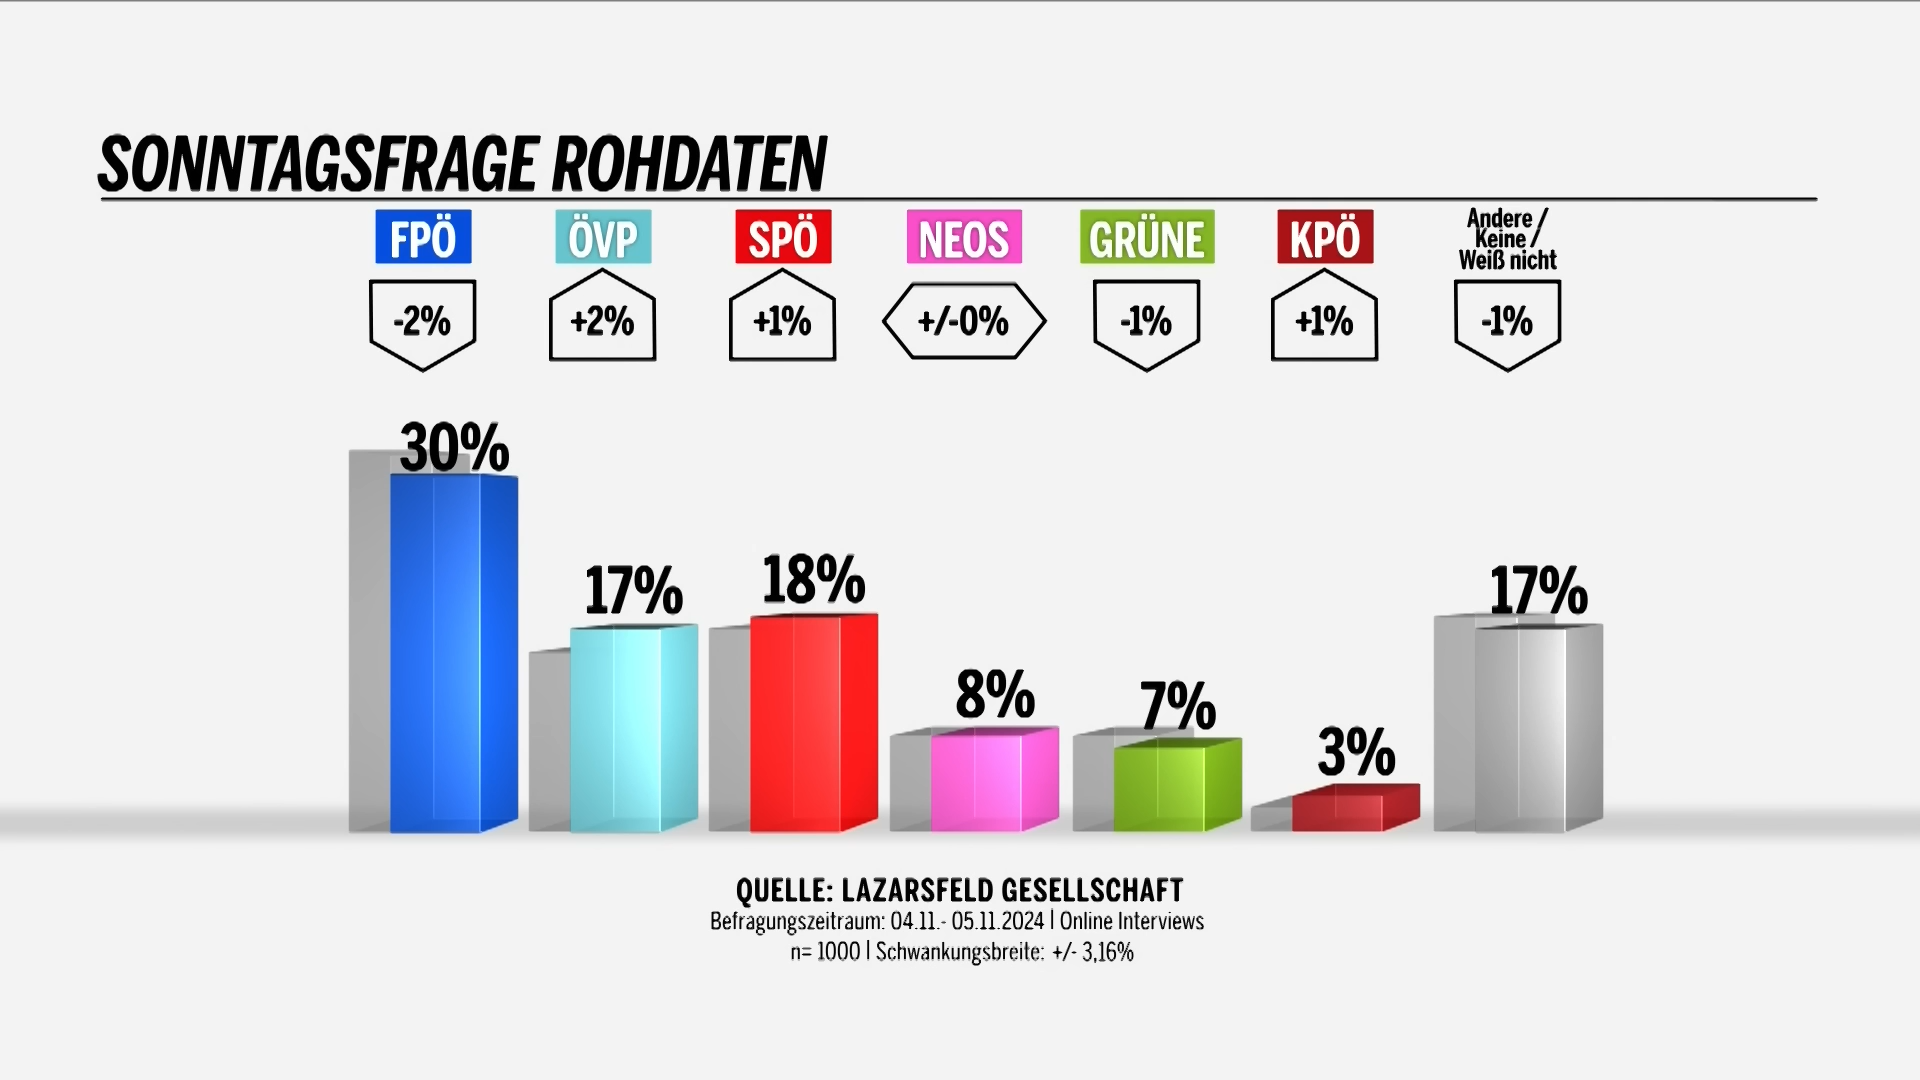 SONNTAGSFRAGE ROHDATEN
FPÖ ÖVP SPÖ NEOS GRÜNE KPÖ Andere /
Keine /
Weiß nicht
-2% +2% +1% +/-0% -1% +1% -1%
30% 17% 18% 8% 7% 3% 17%
QUELLE: LAZARSFELD GESELLSCHAFT
Befragungszeitraum: 04.11.- 05.11.2024 | Online Interviews
n= 1000 | Schwankungsbreite: +/- 3,16%